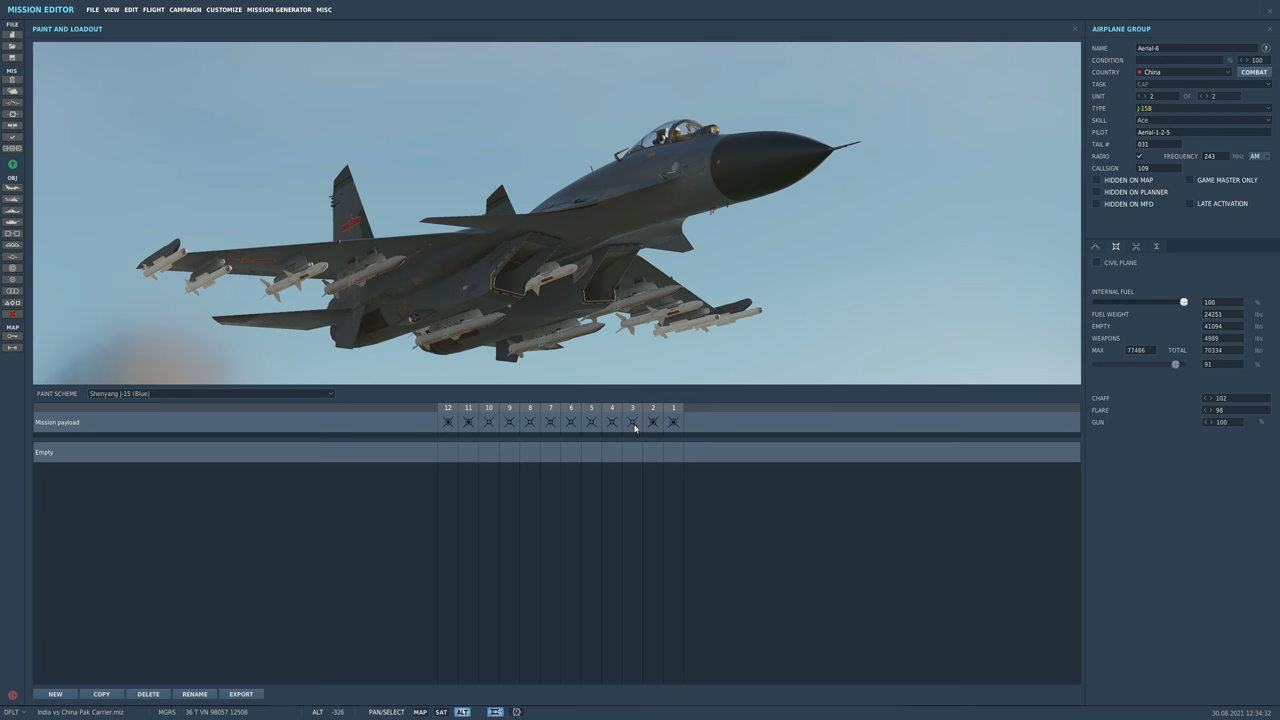 MISSION EDITOR FILE VIEW EDIT FLIGHT CAMPAIGN CUSTOMIZE MISSION GENERATOR MISC
FILE
MIS
OBJ
MAP
PAINT AND LOADOUT
PAINT SCHEME Shenyang J-15 (Blue)
12 11 10 9 8 7 6 5 4 3 2 1
Mission payload
Empty
NEW COPY DELETE RENAME EXPORT
AIRPLANE GROUP
NAME Aerial-6 ?
CONDITION % < > 100
COUNTRY China COMBAT
TASK CAP
UNIT < > 2 OF < > 2
TYPE J-15B
SKILL Ace
PILOT Aerial-1-2-5
TAIL # 031
RADIO FREQUENCY 243 MHz AM
CALLSIGN 109
HIDDEN ON MAP GAME MASTER ONLY
HIDDEN ON PLANNER
HIDDEN ON MFD LATE ACTIVATION
CIVIL PLANE
INTERNAL FUEL
100 %
FUEL WEIGHT 24251 lbs
EMPTY 41094 lbs
WEAPONS 4989 lbs
MAX 77486 TOTAL 70334 lbs
91 %
CHAFF < > 102
FLARE < > 98
GUN < > 100 %
DFLT India vs China Pak Carrier.miz MGRS 36 T VN 98057 12508 ALT -326 PAN/SELECT MAP SAT ALT 30.08.2021 12:34:32